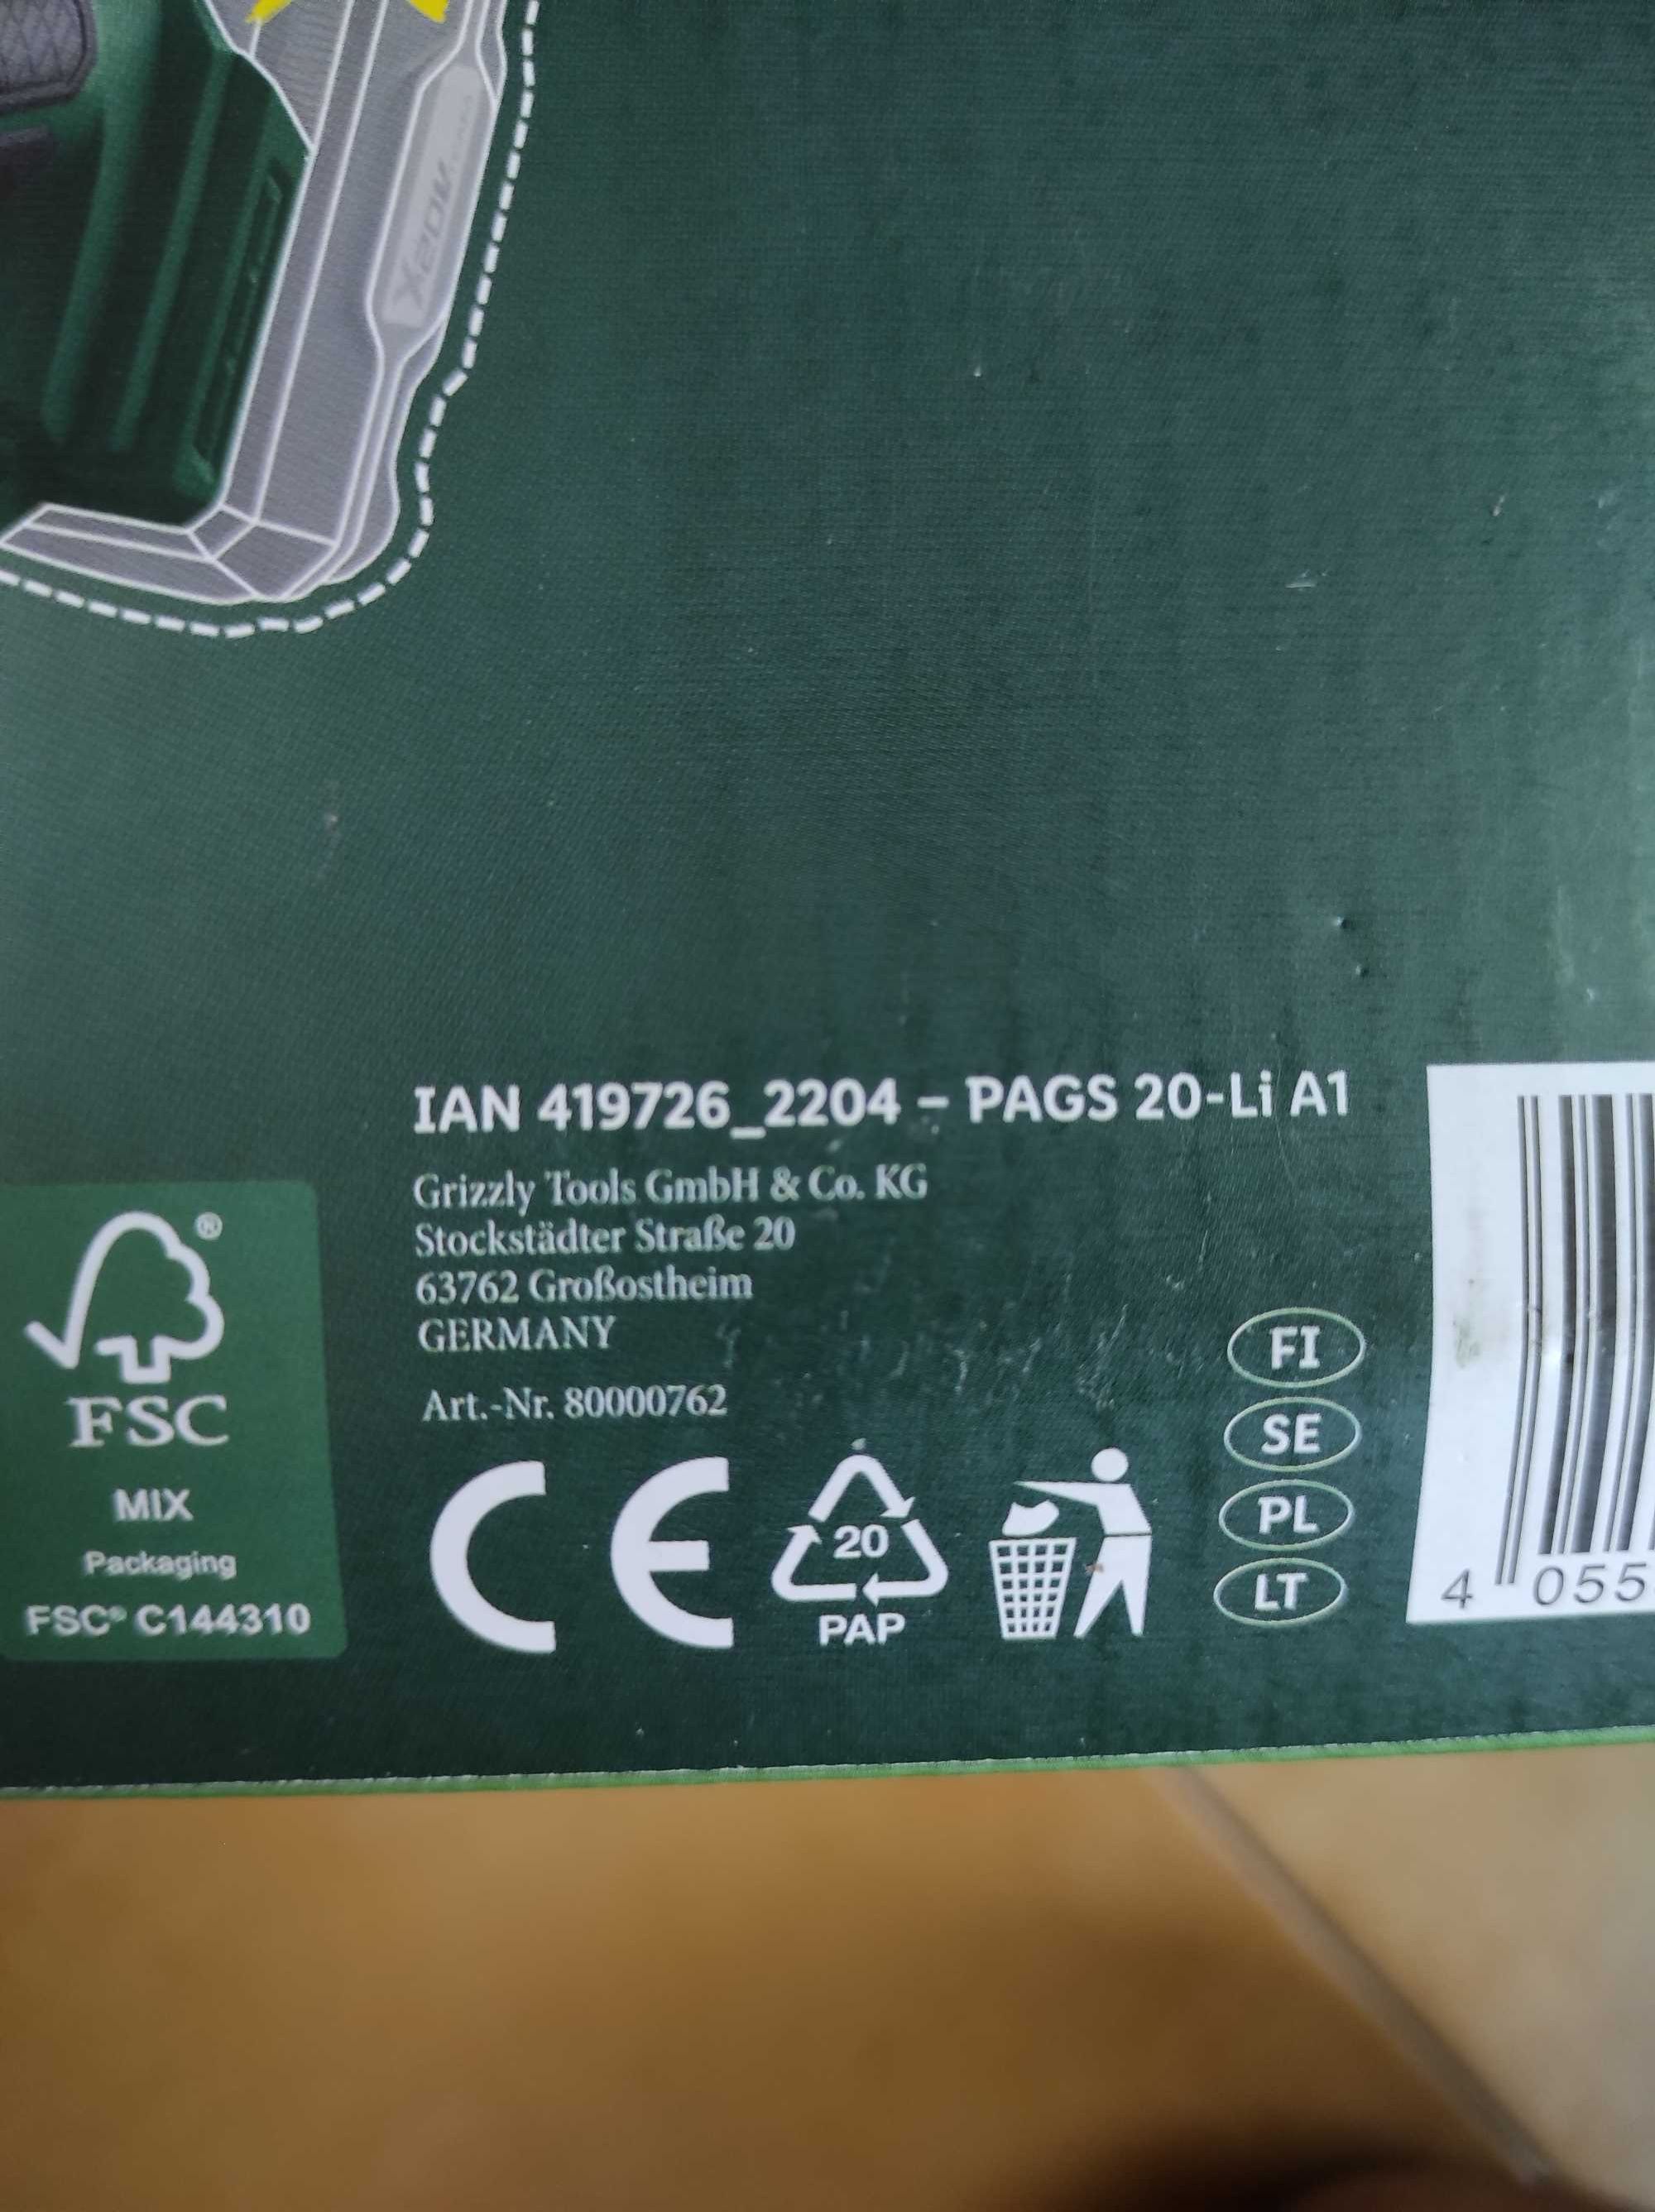 X20V
IAN 419726_2204 – PAGS 20-Li A1
Grizzly Tools GmbH & Co. KG
Stockstädter Straße 20
63762 Großostheim
GERMANY
Art.-Nr. 80000762
®
FSC
MIX
Packaging
FSC® C144310
CE
20
PAP
FI
SE
PL
LT
4 055